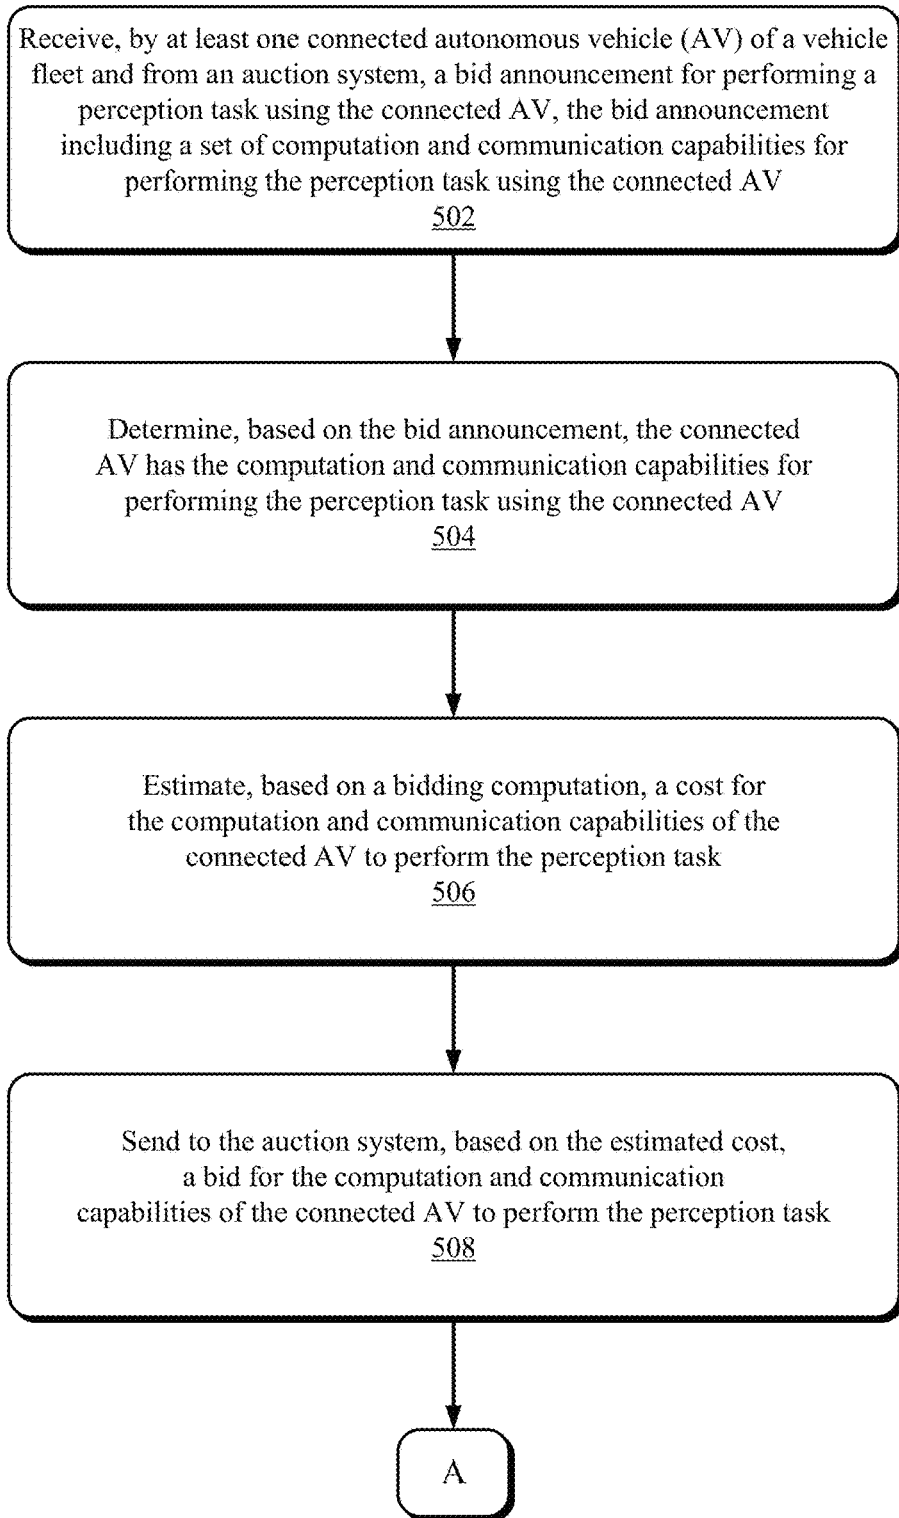 Receive, by at least one connected autonomous vehicle (AV) of a vehicle
fleet and from an auction system, a bid announcement for performing a
perception task using the connected AV, the bid announcement
including a set of computation and communication capabilities for
performing the perception task using the connected AV
502
Determine, based on the bid announcement, the connected
AV has the computation and communication capabilities for
performing the perception task using the connected AV
504
Estimate, based on a bidding computation, a cost for
the computation and communication capabilities of the
connected AV to perform the perception task
506
Send to the auction system, based on the estimated cost,
a bid for the computation and communication
capabilities of the connected AV to perform the perception task
508
A